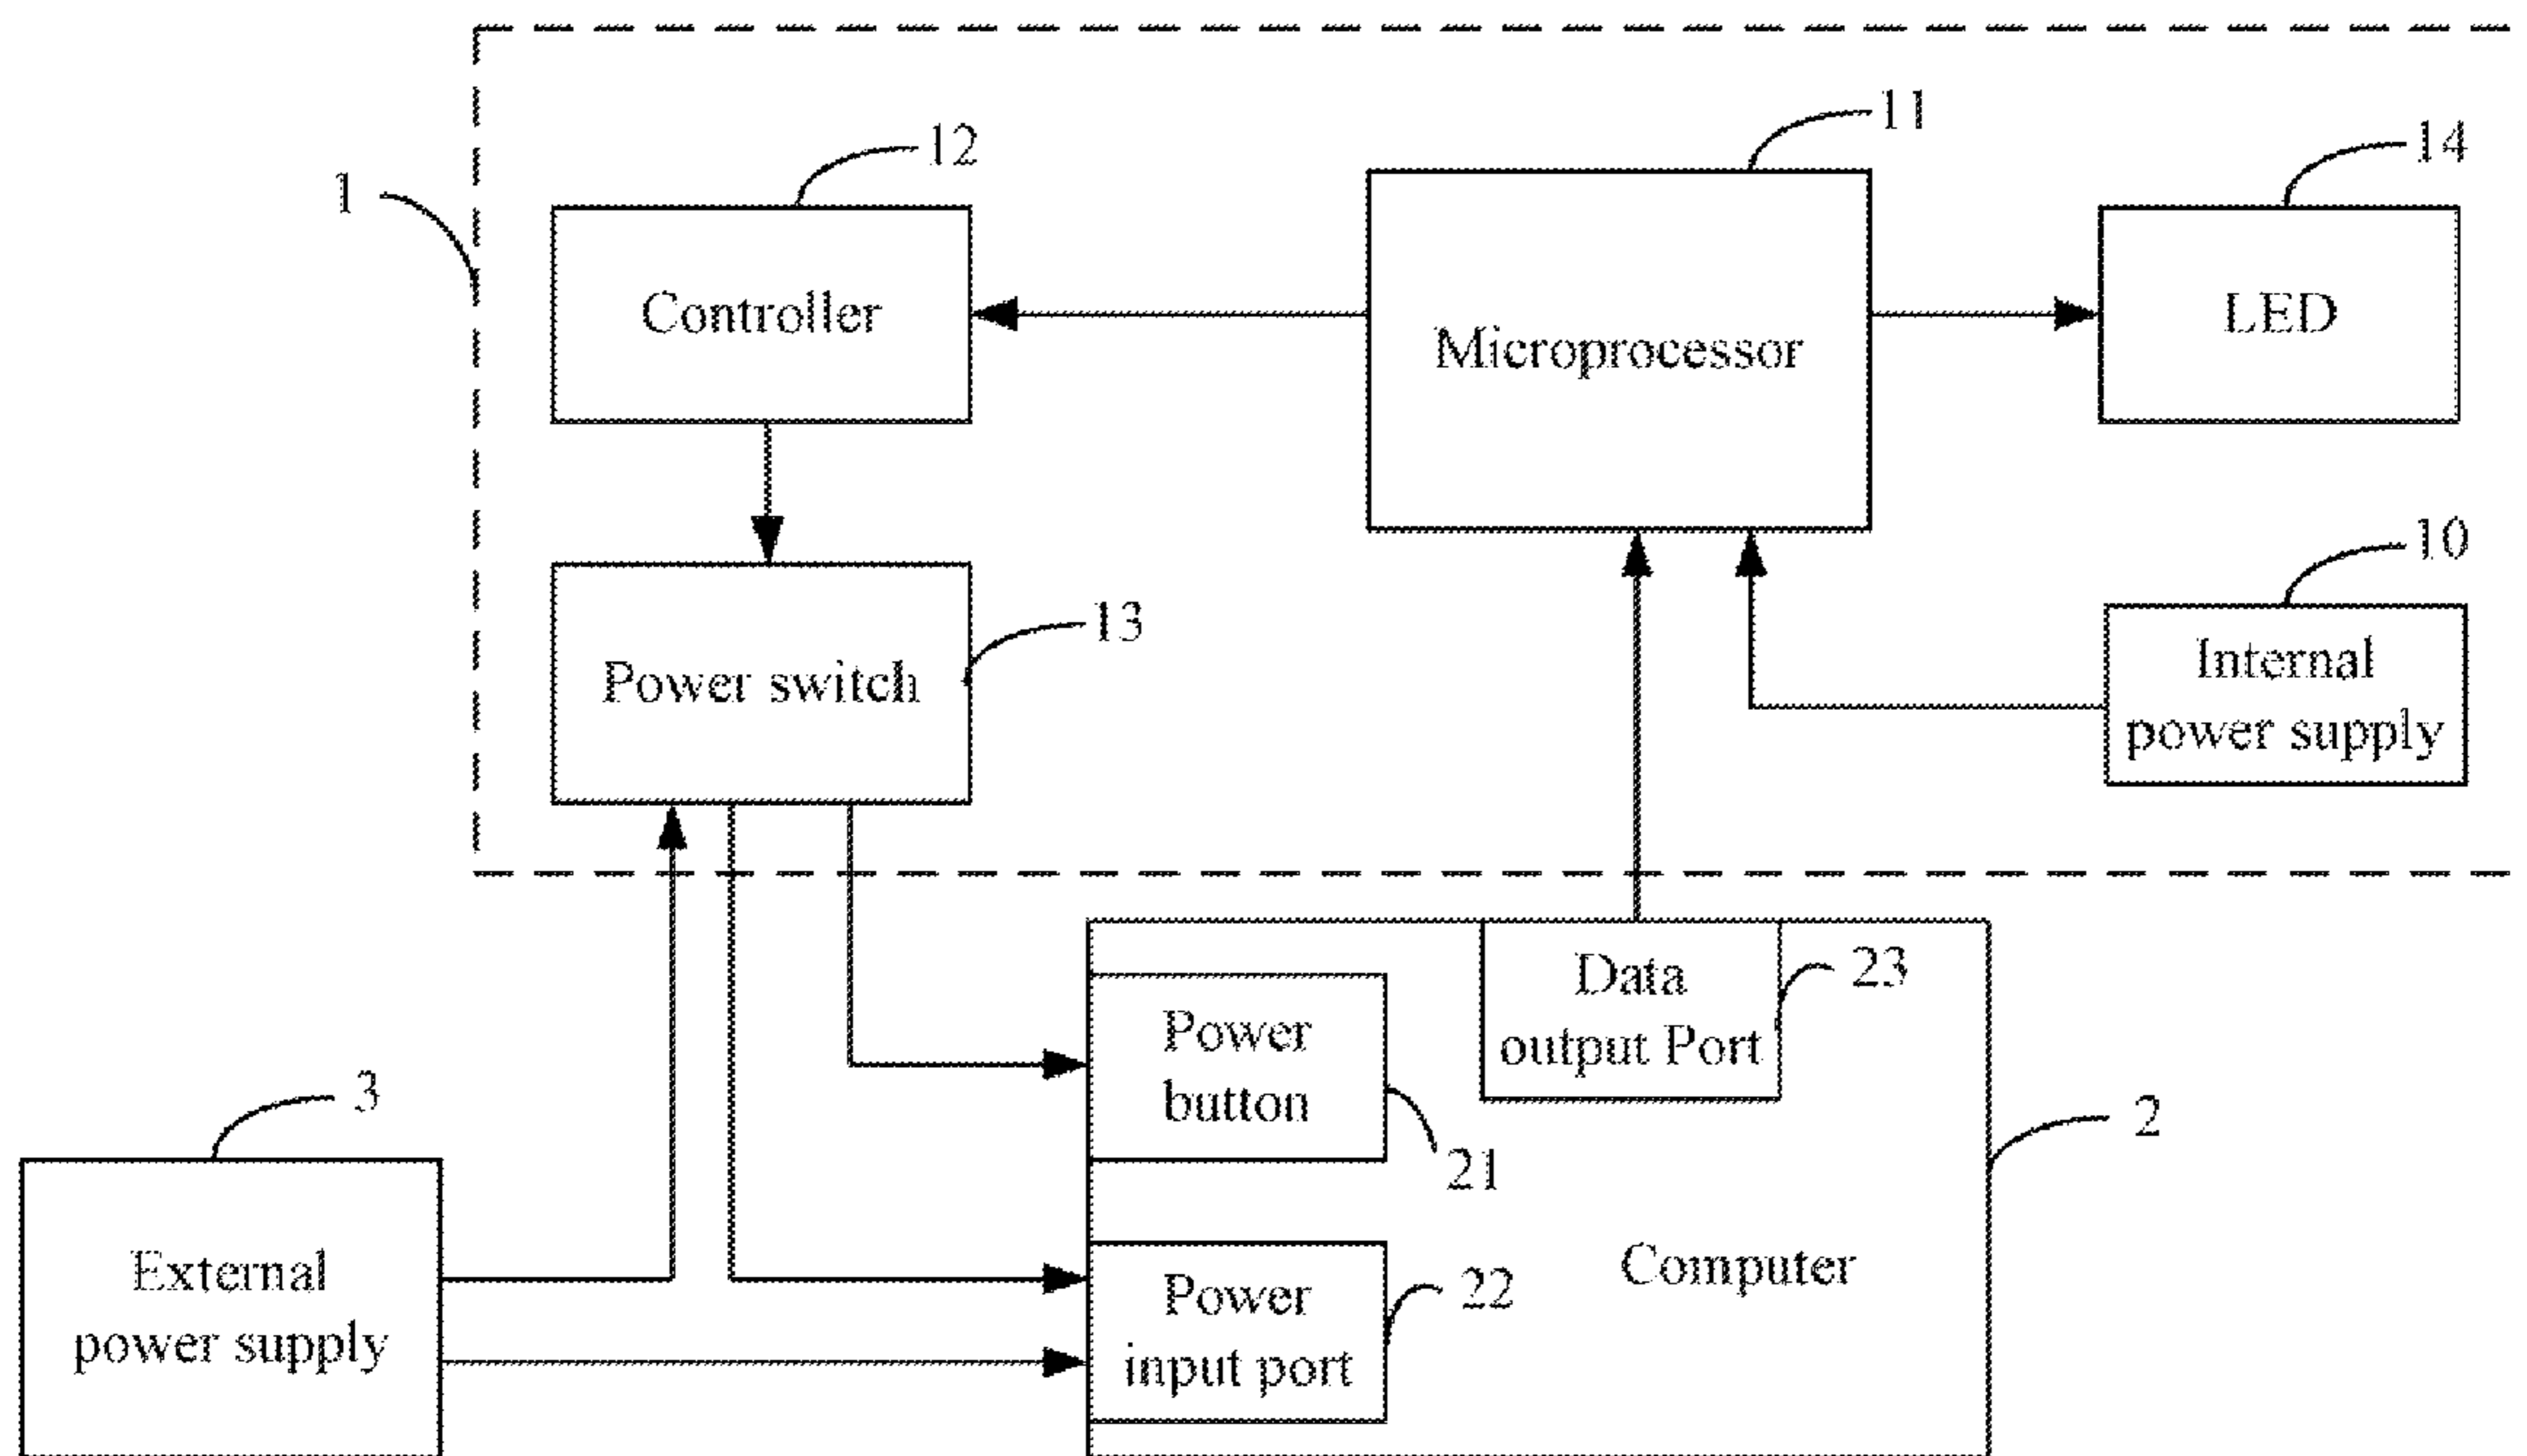 11
12
14
1
Controller
Microprocessor
LED
10
13
Internal
power supply
Power switch
Data
output Port
23
Power
button
21
3
2
External
power supply
Computer
22
Power
input port